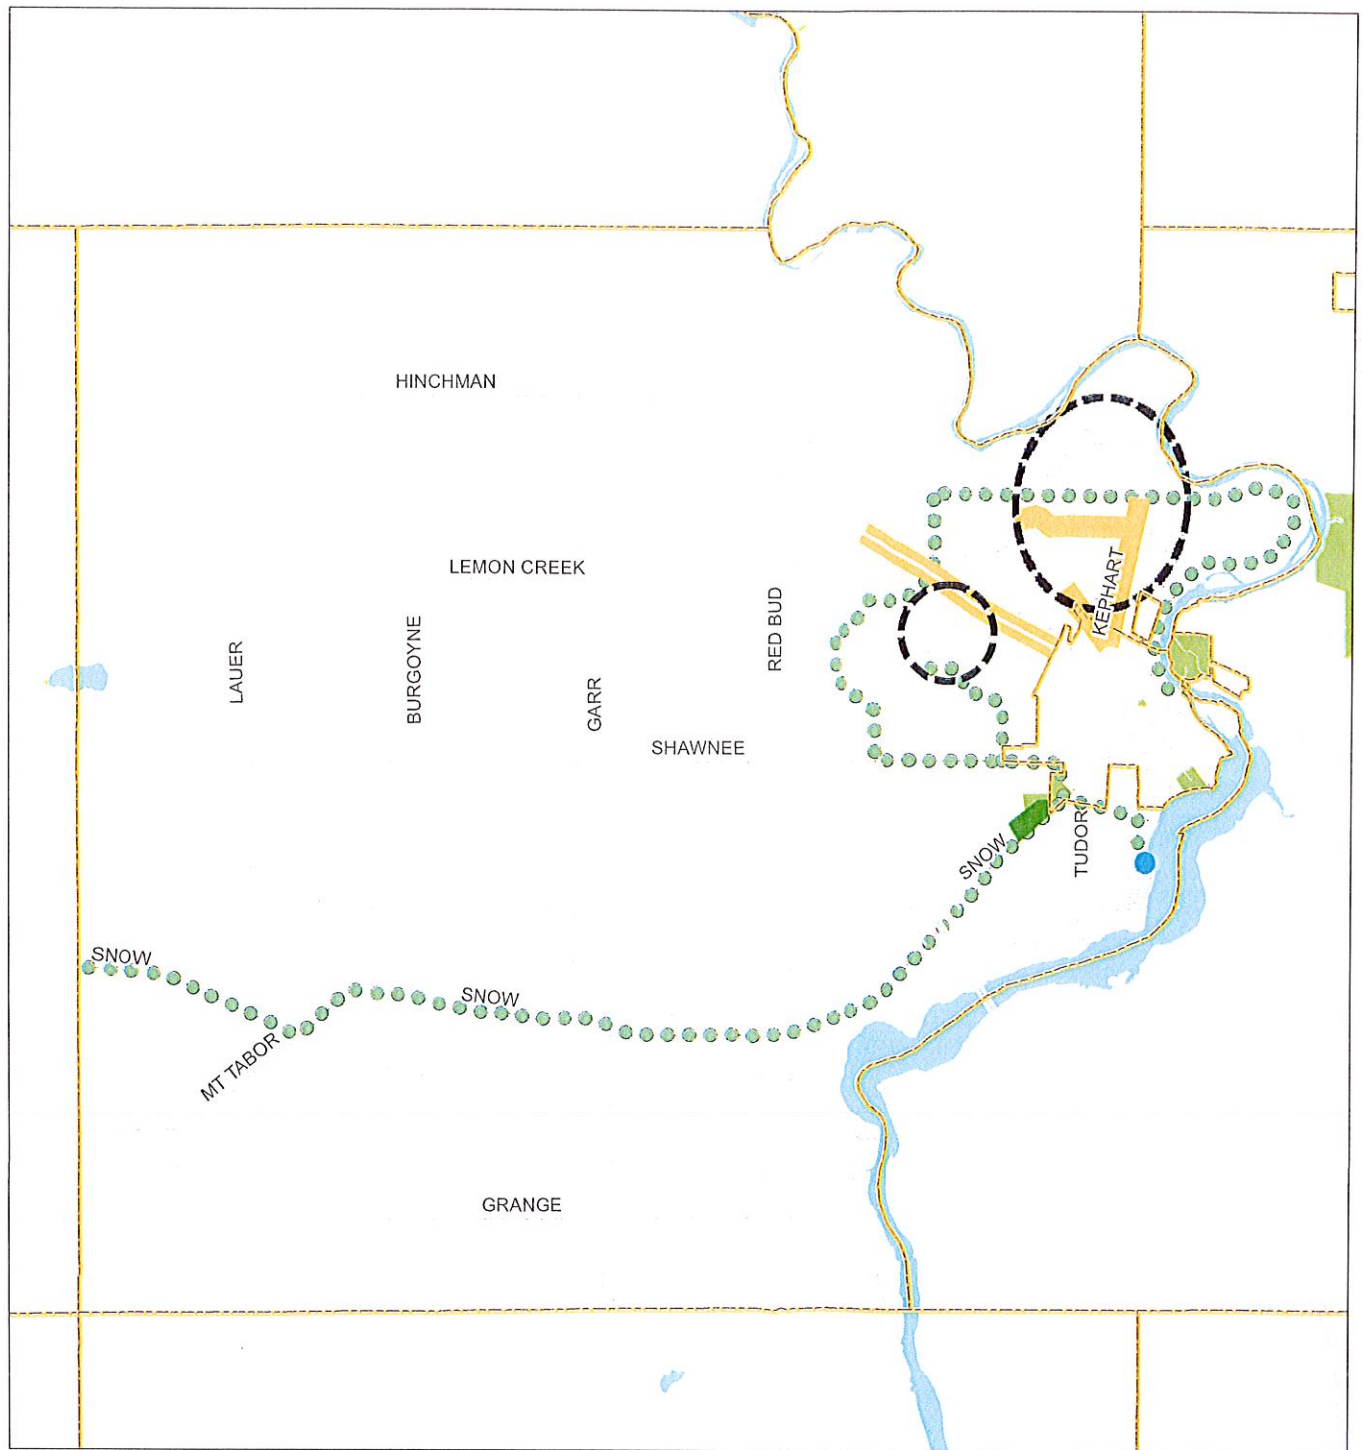 HINCHMAN
LEMON CREEK
KEPHART
RED BUD
LAUER
BURGOYNE
GARR
SHAWNEE
TUDOR
SNOW
SNOW
SNOW
MT TABOR
GRANGE